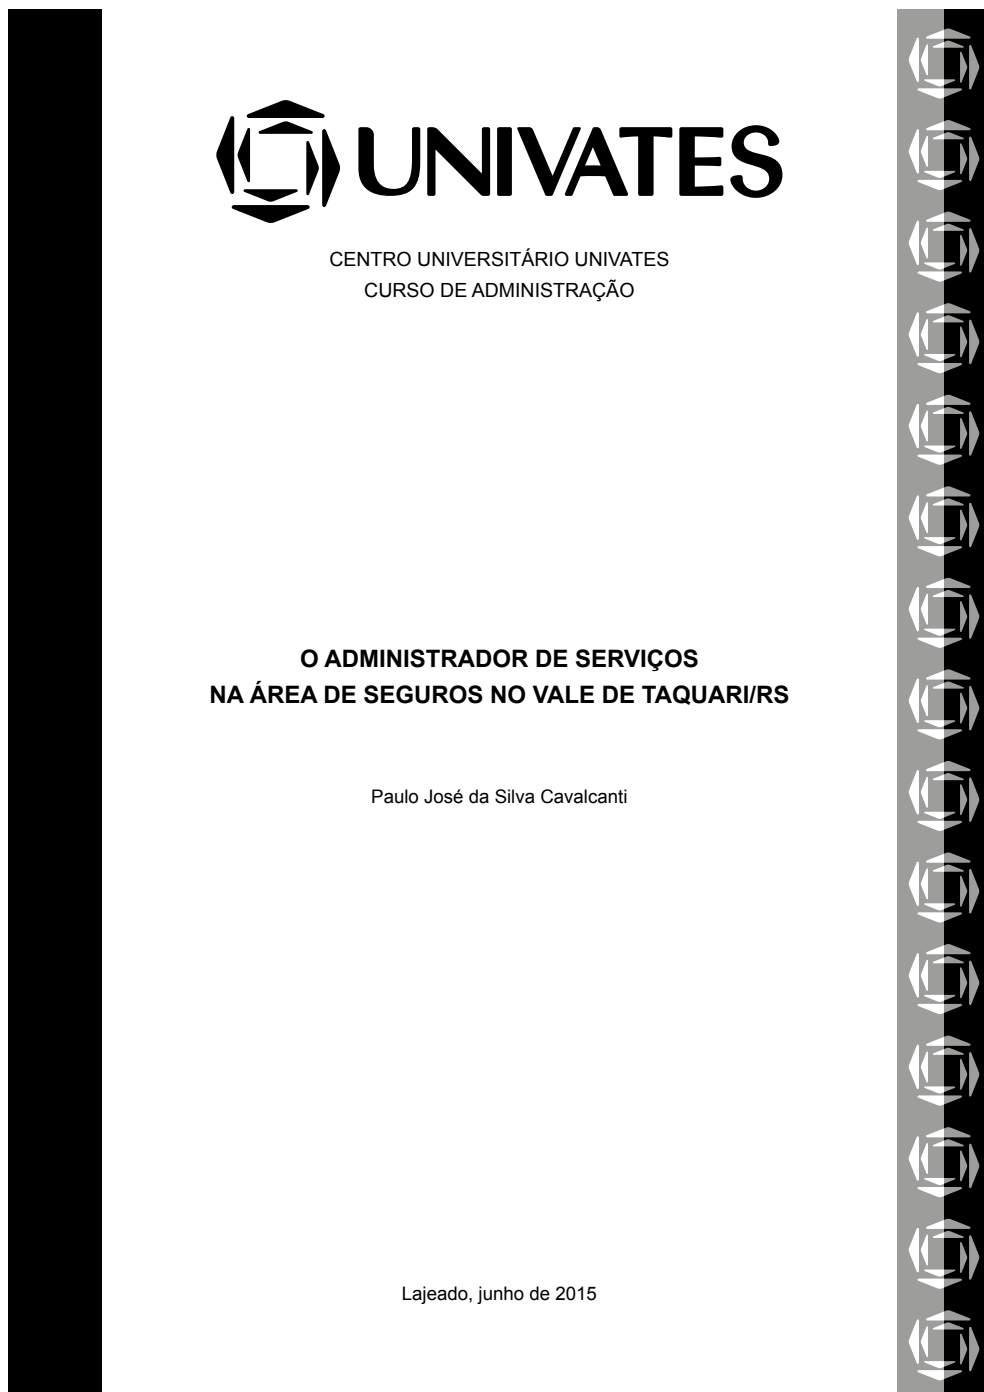 UNIVATES
CENTRO UNIVERSITÁRIO UNIVATES
CURSO DE ADMINISTRAÇÃO
O ADMINISTRADOR DE SERVIÇOS
NA ÁREA DE SEGUROS NO VALE DE TAQUARI/RS
Paulo José da Silva Cavalcanti
Lajeado, junho de 2015